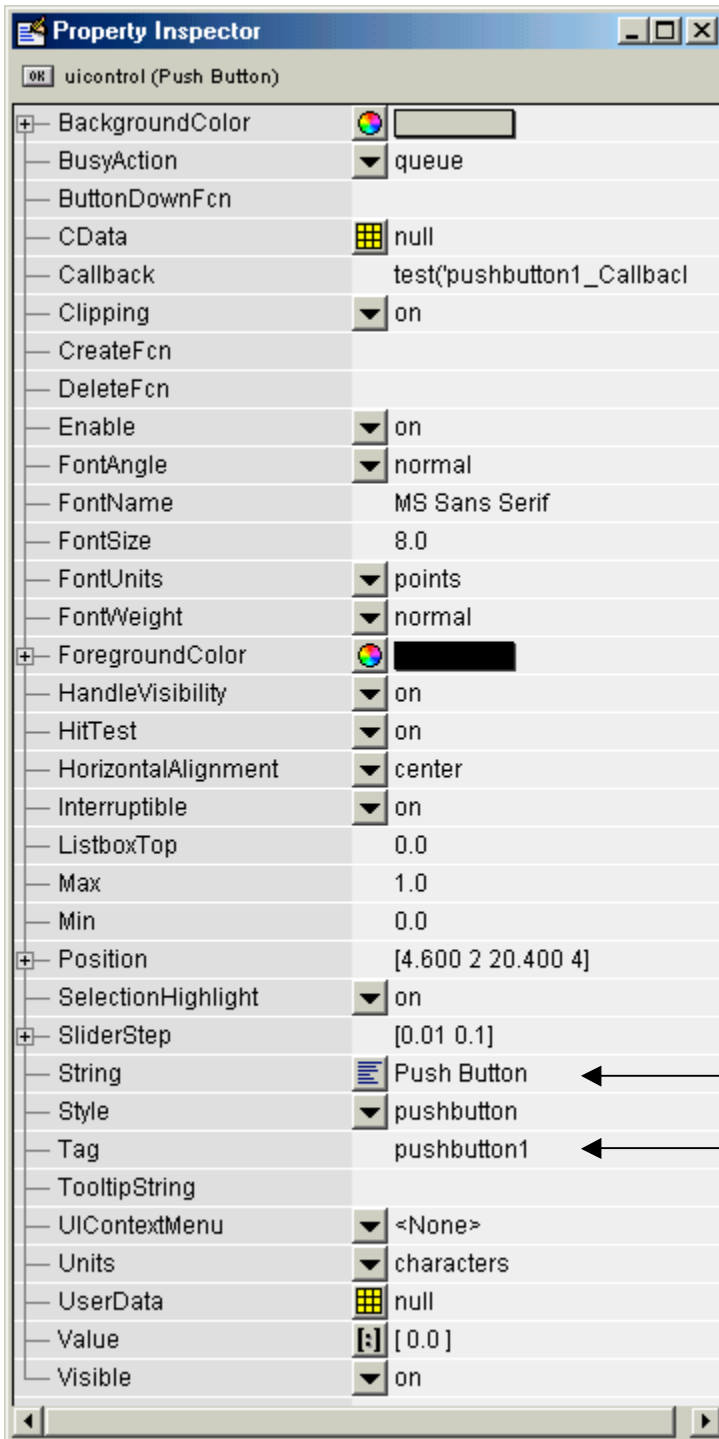 Property Inspector
OK uicontrol (Push Button)
BackgroundColor
BusyAction queue
ButtonDownFcn
CData null
Callback test('pushbutton1_Callbacl
Clipping on
CreateFcn
DeleteFcn
Enable on
FontAngle normal
FontName MS Sans Serif
FontSize 8.0
FontUnits points
FontWeight normal
ForegroundColor
HandleVisibility on
HitTest on
HorizontalAlignment center
Interruptible on
ListboxTop 0.0
Max 1.0
Min 0.0
Position [4.600 2 20.400 4]
SelectionHighlight on
SliderStep [0.01 0.1]
String Push Button
Style pushbutton
Tag pushbutton1
TooltipString
UIContextMenu <None>
Units characters
UserData null
Value [:] [ 0.0 ]
Visible on